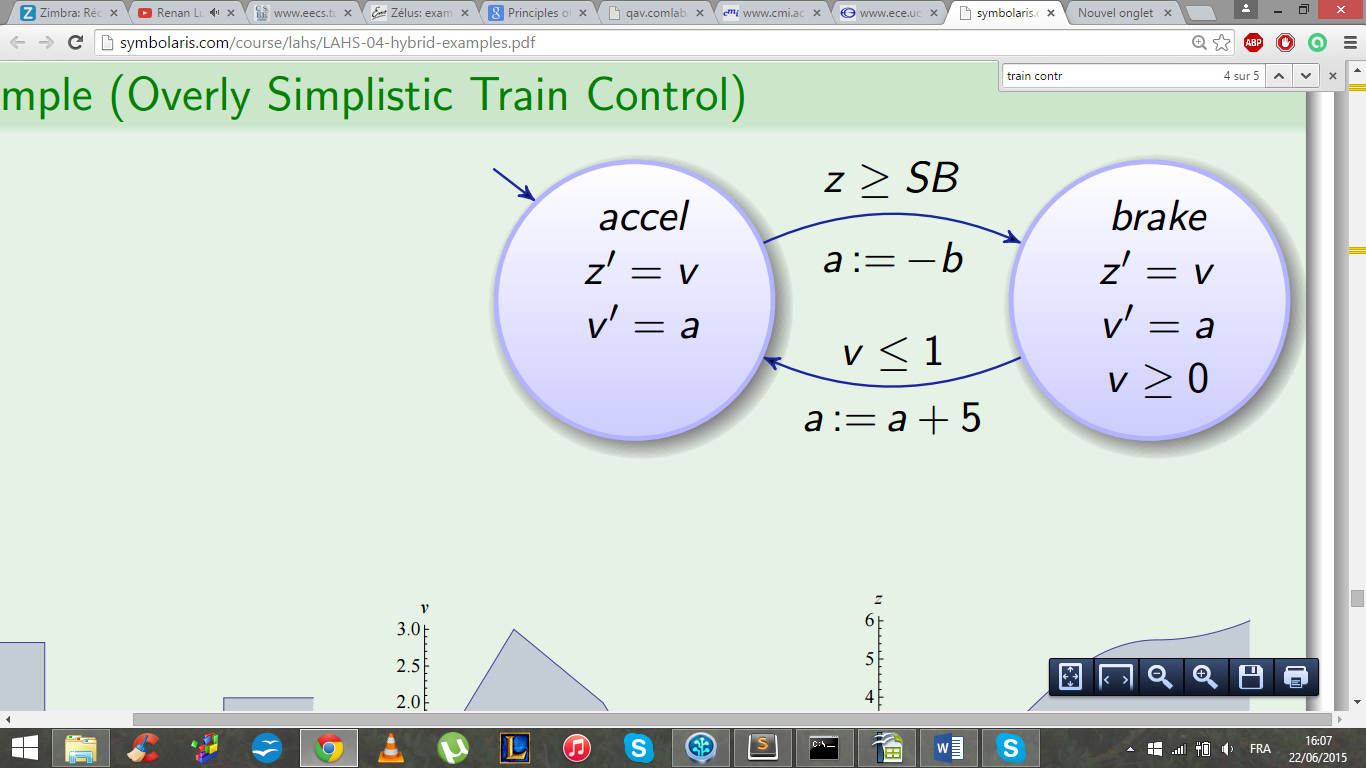 Zimbra: Réc
Renan Lu
www.eecs.tu
Zélus: exam
Principles o
qav.comlab.
www.cmi.ac
www.ece.uc
symbolaris.c
Nouvel onglet
symbolaris.com/course/lahs/LAHS-04-hybrid-examples.pdf
ABP
train contr
4 sur 5
mple (Overly Simplistic Train Control)
z ≥ SB
accel
brake
z′ = v
a := −b
z′ = v
v′ = a
v′ = a
v ≤ 1
v ≥ 0
a := a + 5
v
3.0
2.5
2.0
z
6
5
4
FRA
16:07
22/06/2015